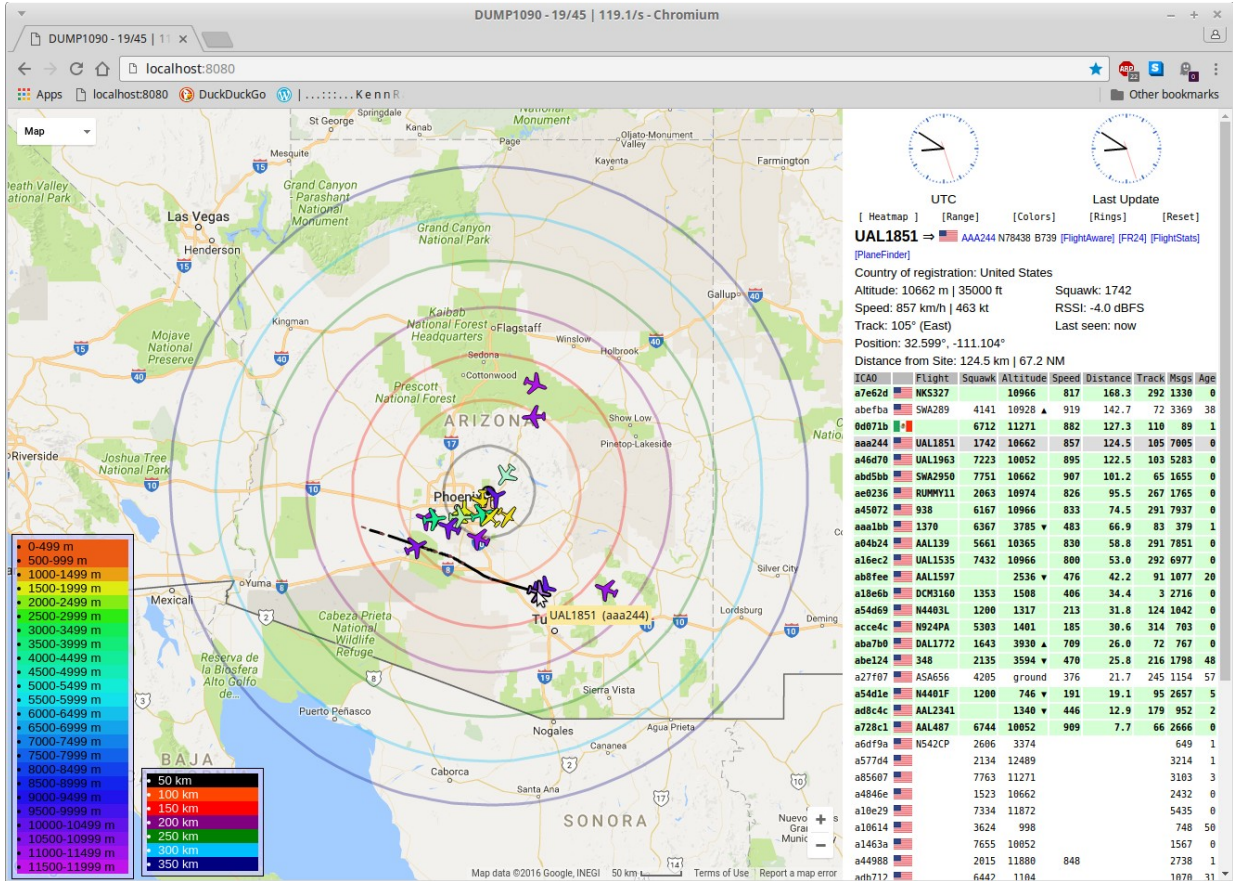 DUMP1090 - 19/45 | 119.1/s - Chromium
DUMP1090 - 19/45 | 11
localhost:8080
Apps localhost:8080 DuckDuckGo | ...:::... K e n n R
Other bookmarks
Map
St George
Springdale
Kanab
National Monument
Page
Oljato-Monument Valley
Kayenta
Farmington
Mesquite
Death Valley National Park
Grand Canyon Parashant National Monument
Las Vegas
Henderson
Grand Canyon National Park
Gallup
Kingman
Kaibab National Forest Headquarters
Flagstaff
Winslow
Holbrook
Mojave National Preserve
Sedona
Cottonwood
Prescott National Forest
Show Low
ARIZONA
Pinetop-Lakeside
Riverside
Joshua Tree National Park
Phoenix
Silver City
Yuma
Mexicali
Cabeza Prieta National Wildlife Refuge
Lordsburg
Deming
UAL1851 (aaa244)
Reserva de la Biosfera Alto Golfo de...
Sierra Vista
Puerto Peñasco
Nogales
Agua Prieta
Cananea
BAJA
Caborca
Santa Ana
SONORA
0-499 m
500-999 m
1000-1499 m
1500-1999 m
2000-2499 m
2500-2999 m
3000-3499 m
3500-3999 m
4000-4499 m
4500-4999 m
5000-5499 m
5500-5999 m
6000-6499 m
6500-6999 m
7000-7499 m
7500-7999 m
8000-8499 m
8500-8999 m
9000-9499 m
9500-9999 m
10000-10499 m
10500-10999 m
11000-11499 m
11500-11999 m
50 km
100 km
150 km
200 km
250 km
300 km
350 km
Map data ©2016 Google, INEGI 50 km Terms of Use Report a map error
UTC Last Update
[ Heatmap ] [Range] [Colors] [Rings] [Reset]
UAL1851 ⇒ AAA244 N78438 B739 [FlightAware] [FR24] [FlightStats]
[PlaneFinder]
Country of registration: United States
Altitude: 10662 m | 35000 ft Squawk: 1742
Speed: 857 km/h | 463 kt RSSI: -4.0 dBFS
Track: 105° (East) Last seen: now
Position: 32.599°, -111.104°
Distance from Site: 124.5 km | 67.2 NM
ICAO Flight Squawk Altitude Speed Distance Track Msgs Age
a7e62d NKS327 10966 817 168.3 292 1330 0
abefba SWA289 4141 10928 ▲ 919 142.7 72 3369 38
0d071b 6712 11271 882 127.3 110 89 1
aaa244 UAL1851 1742 10662 857 124.5 105 7005 0
a46d70 UAL1963 7223 10052 895 122.5 103 5283 0
abd5bb SWA2950 7751 10662 907 101.2 65 1655 0
ae0236 RUMMY11 2063 10974 826 95.5 267 1765 0
a45072 938 6167 10966 833 74.5 291 7937 0
aaa1bb 1370 6367 3785 ▼ 483 66.9 83 379 1
a04b24 AAL139 5661 10365 830 58.8 291 7851 0
a16ec2 UAL1535 7432 10966 800 53.0 292 6977 0
ab8fee AAL1597 2536 ▼ 476 42.2 91 1077 20
a18e6b DCM3160 1353 1508 406 34.4 3 2716 0
a54d69 N4403L 1200 1317 213 31.8 124 1042 0
acce4c N924PA 5303 1401 185 30.6 314 703 0
aba7b0 DAL1772 1643 3930 ▲ 709 26.0 72 767 0
abe124 348 2135 3594 ▼ 470 25.8 216 1798 48
a27f07 ASA656 4205 ground 376 21.7 245 1154 57
a54d1e N4401F 1200 746 ▼ 191 19.1 95 2657 5
ad8c4c AAL2341 1340 ▼ 446 12.9 179 952 2
a728c1 AAL487 6744 10052 909 7.7 66 2666 0
a6df9a N542CP 2606 3374 649 1
a577d4 2134 12489 3214 1
a85607 7763 11271 3103 3
a4846e 1523 10662 2432 0
a10e29 7334 11872 5435 0
a10614 3624 998 748 50
a1463a 7655 10052 1567 0
a44988 2015 11880 848 2738 1
adb712 6442 1104 1070 31